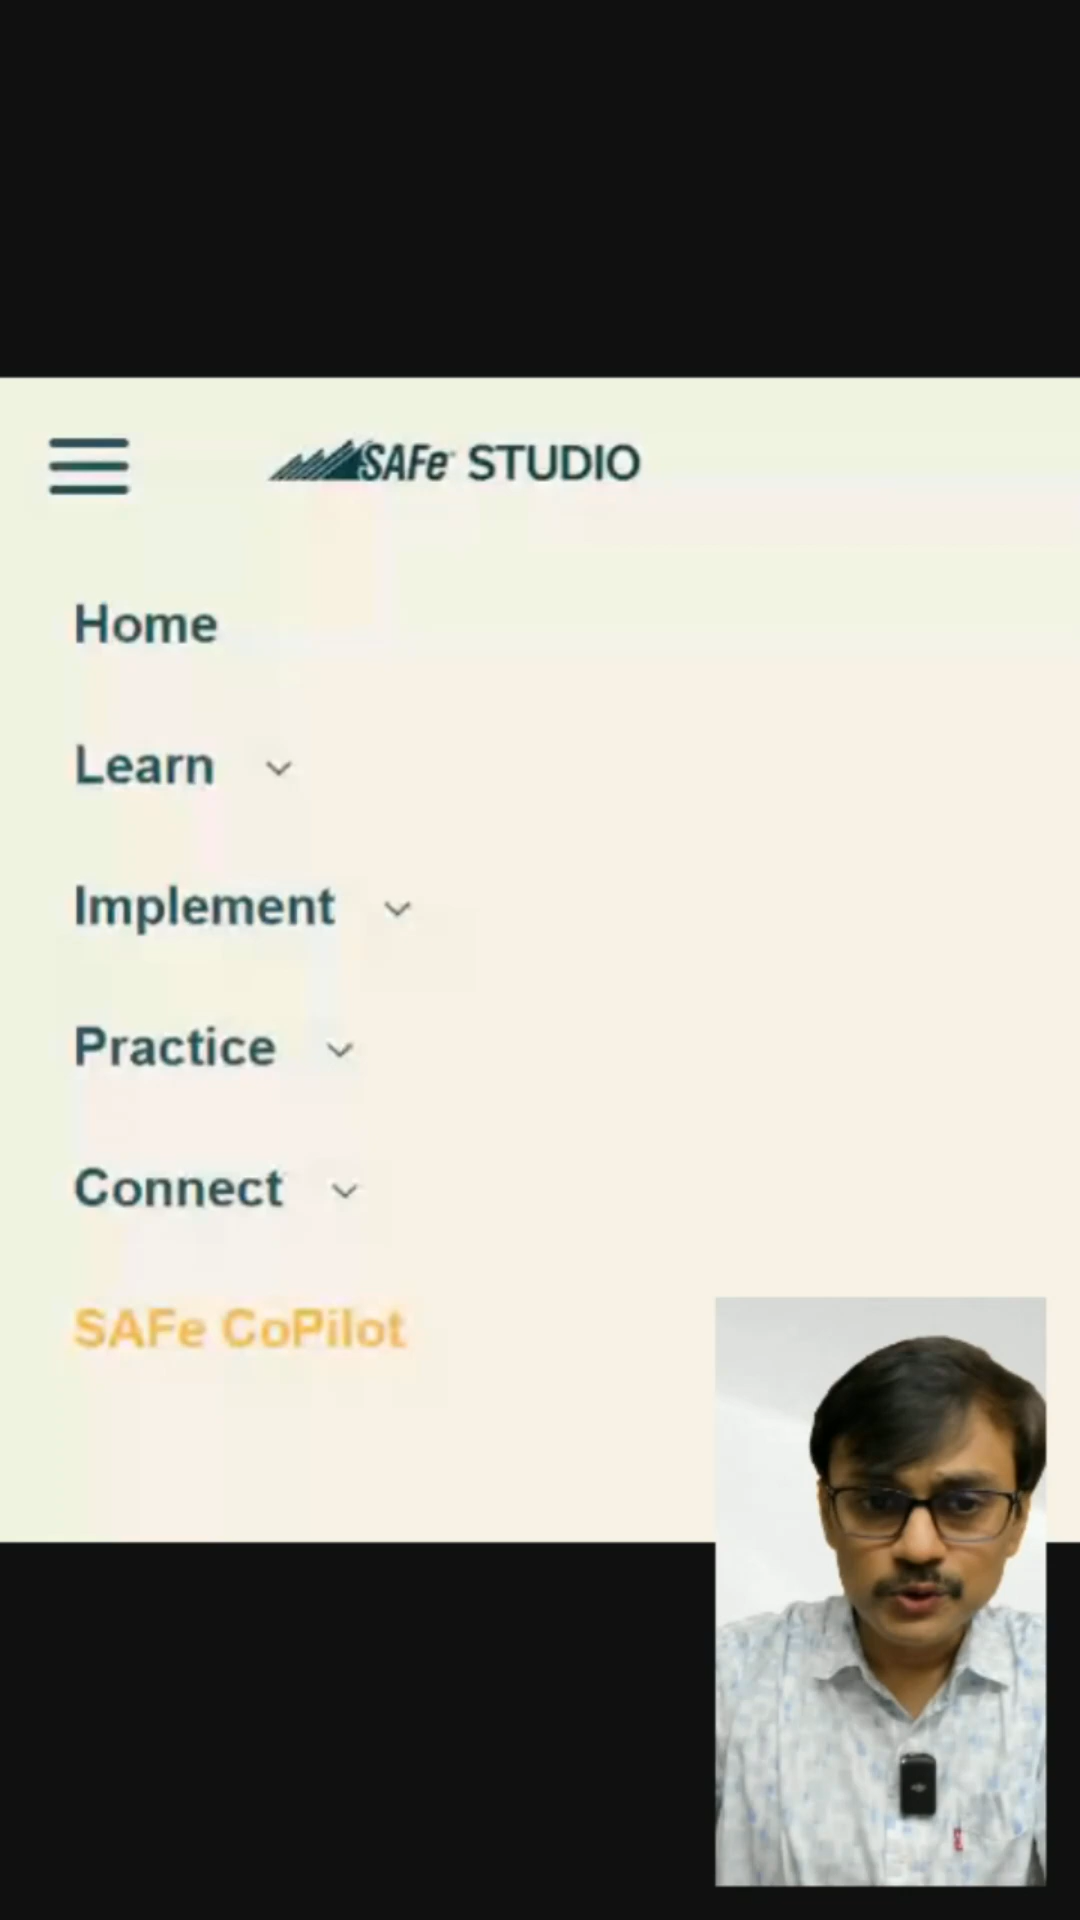 SAFe STUDIO
Home
Learn
Implement
Practice
Connect
SAFe CoPilot